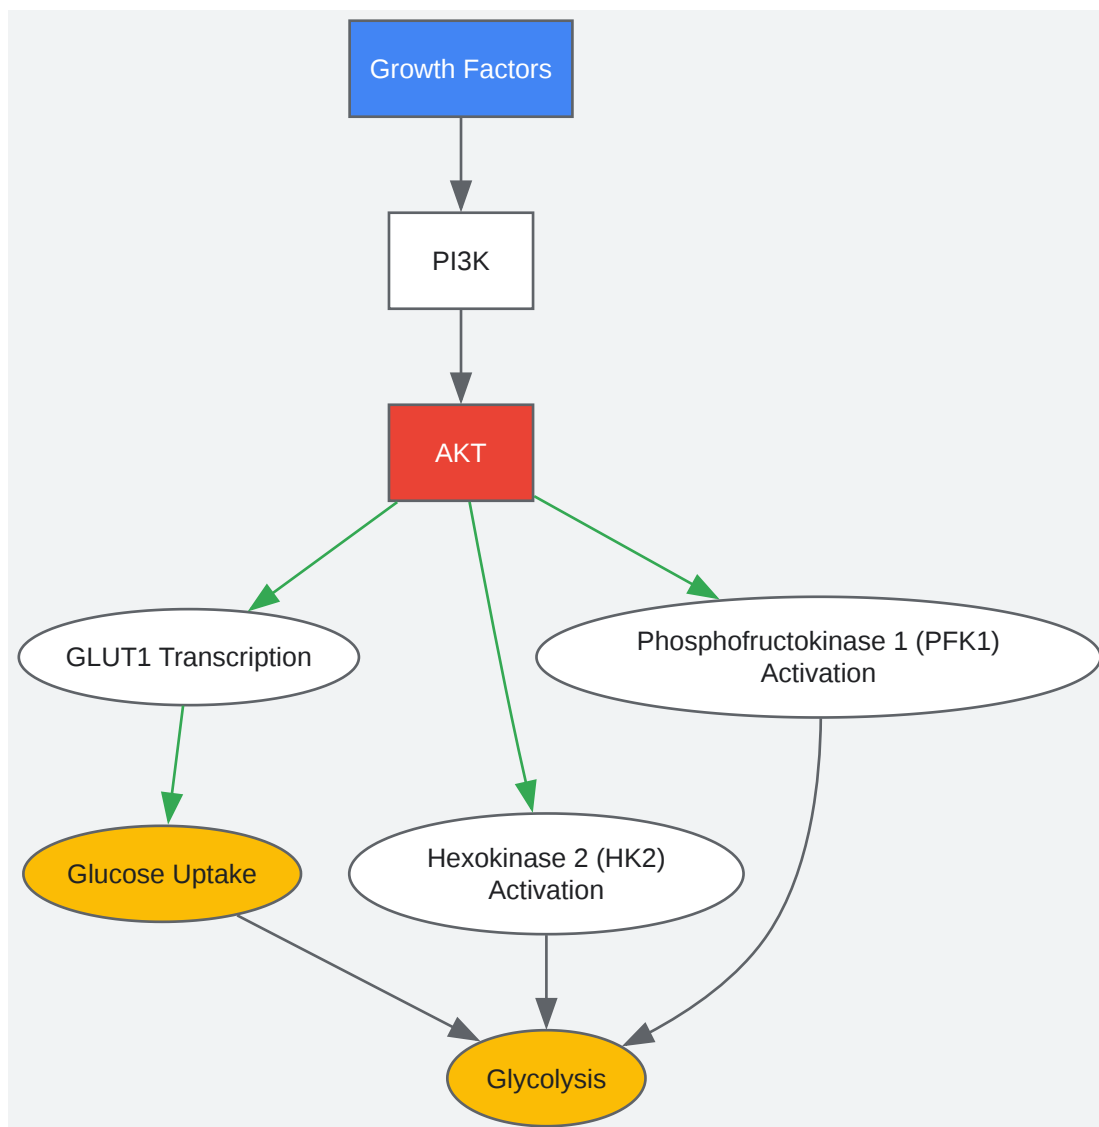 Growth Factors
PI3K
AKT
GLUT1 Transcription
Phosphofructokinase 1 (PFK1)
Activation
Glucose Uptake
Hexokinase 2 (HK2)
Activation
Glycolysis